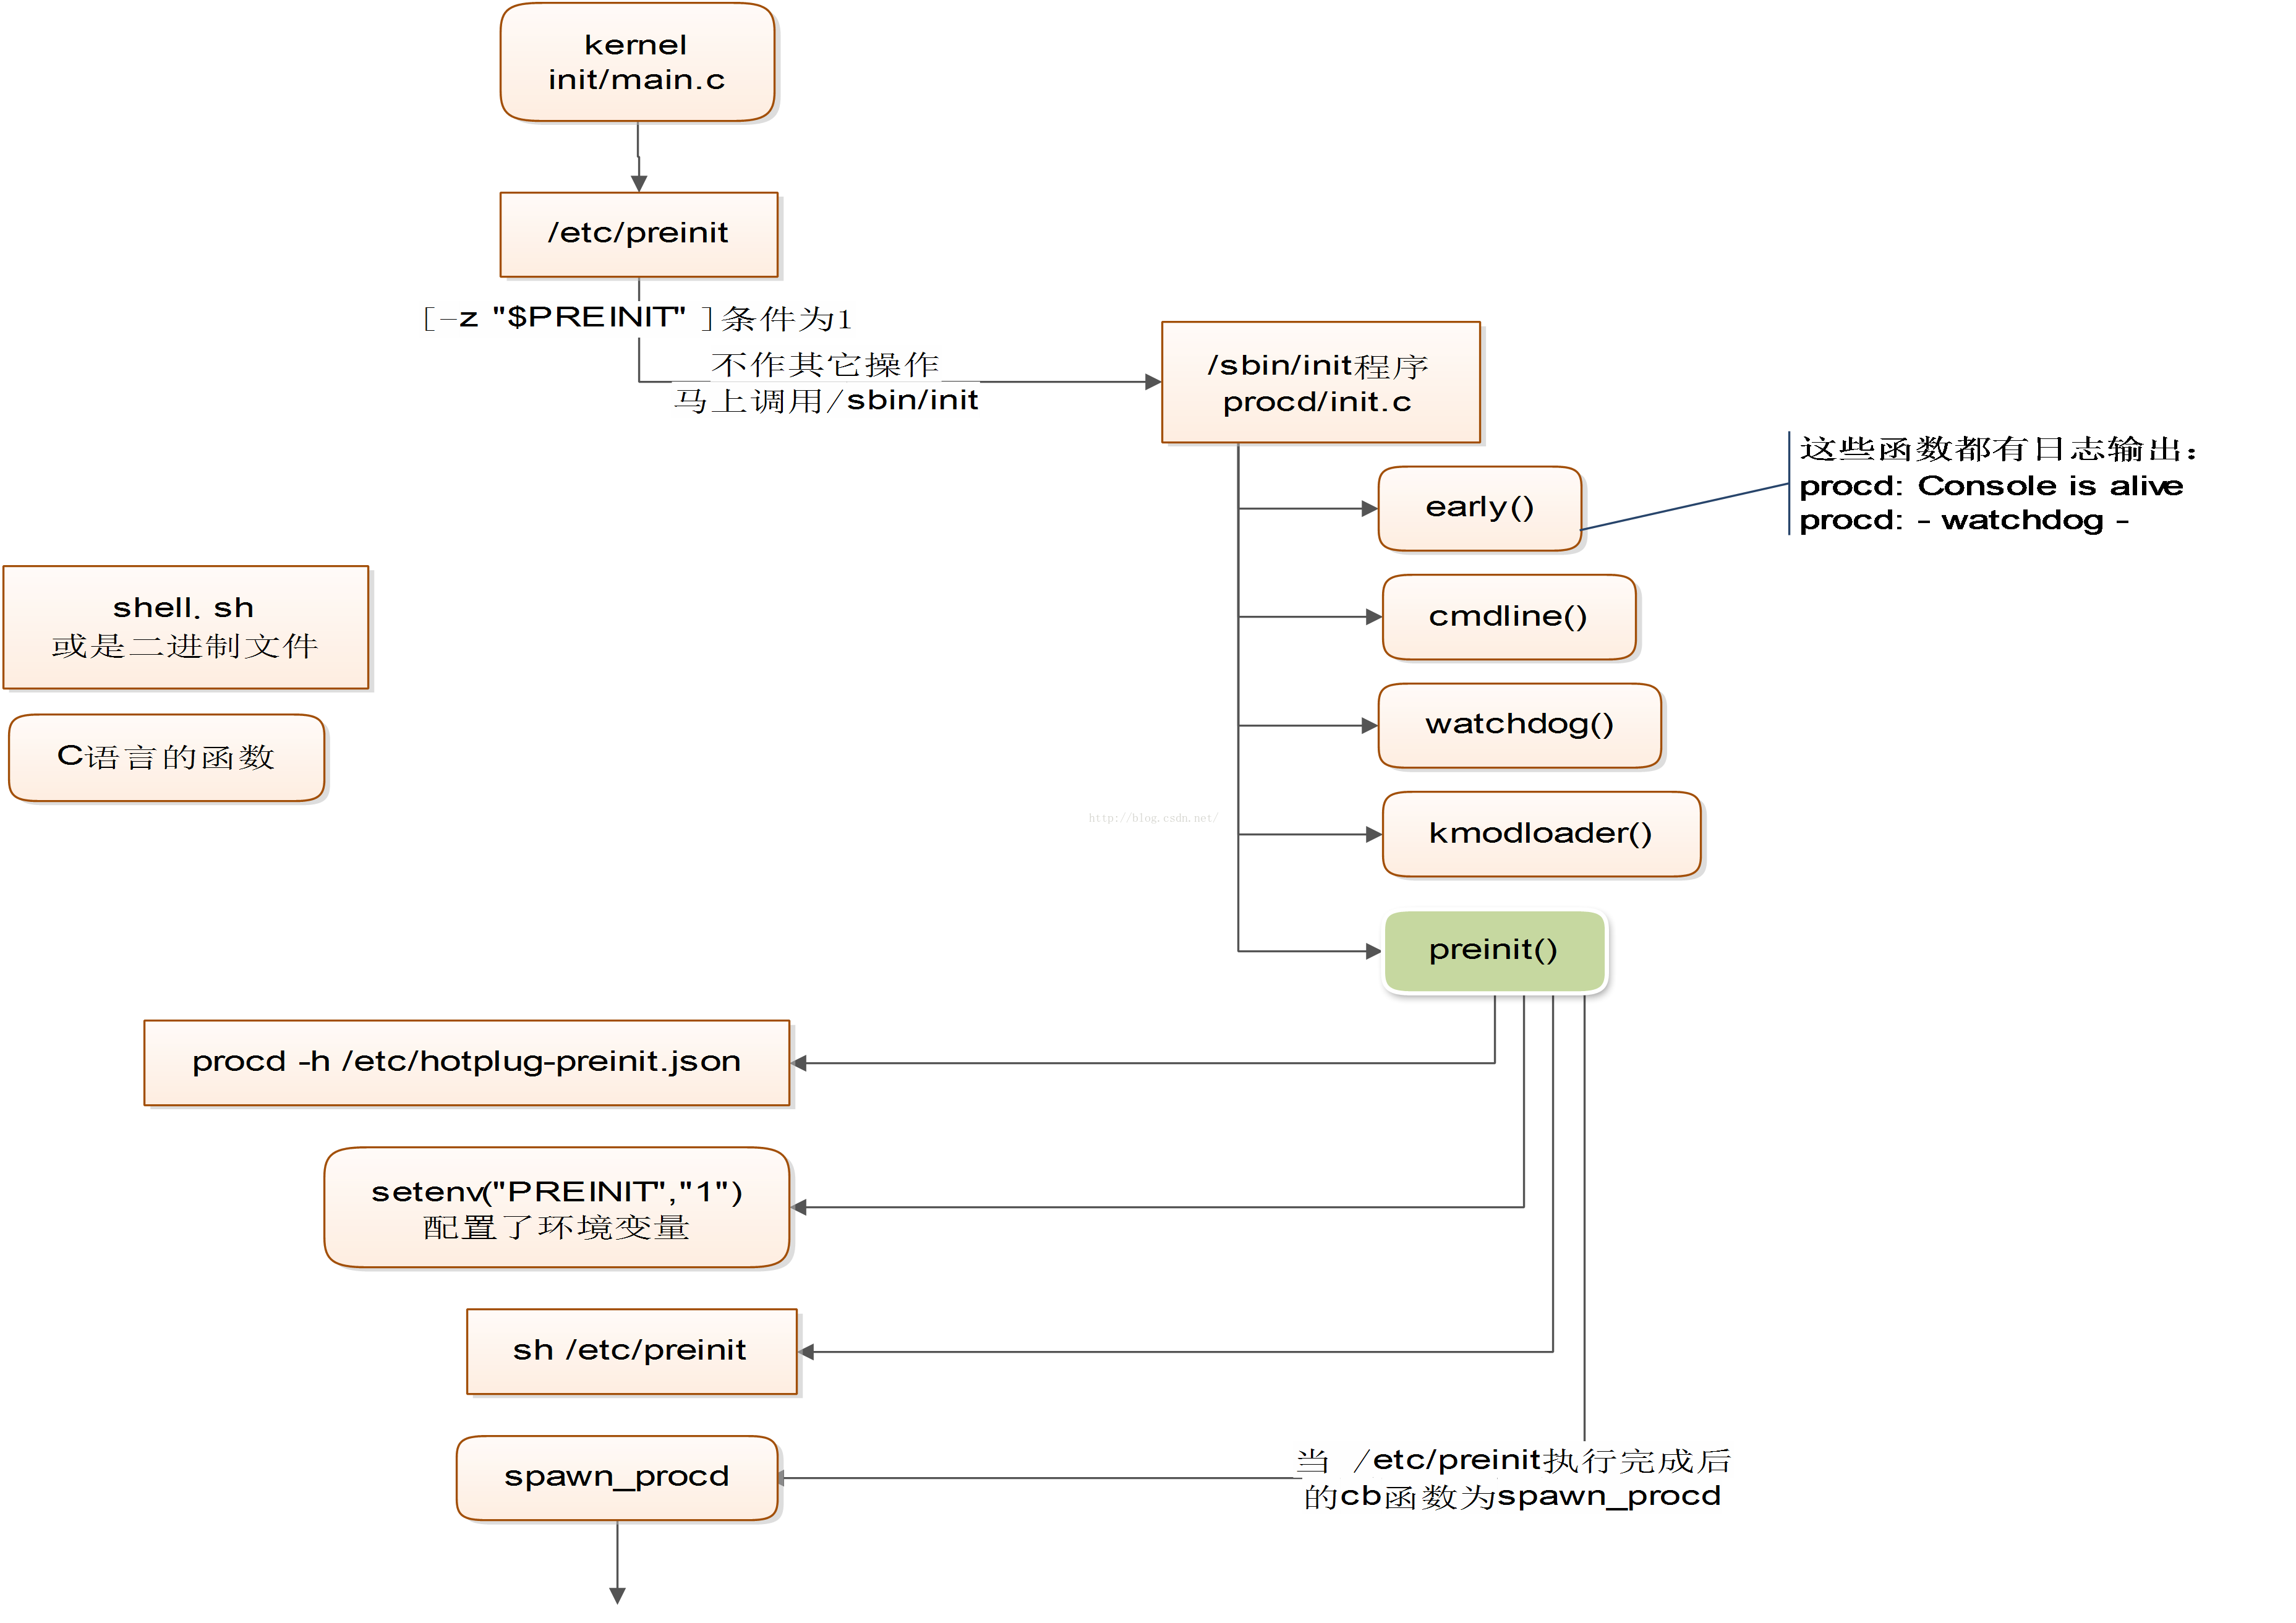 kernel
init/main.c
/etc/preinit
[-z "$PREINIT" ]条件为1
不作其它操作
马上调用/sbin/init
/sbin/init程序
procd/init.c
这些函数都有日志输出：
procd: Console is alive
procd: - watchdog -
early()
cmdline()
shell. sh
或是二进制文件
watchdog()
C语言的函数
http://blog.csdn.net/
kmodloader()
preinit()
procd -h /etc/hotplug-preinit.json
setenv("PREINIT","1")
配置了环境变量
sh /etc/preinit
spawn_procd
当 /etc/preinit执行完成后
的cb函数为spawn_procd